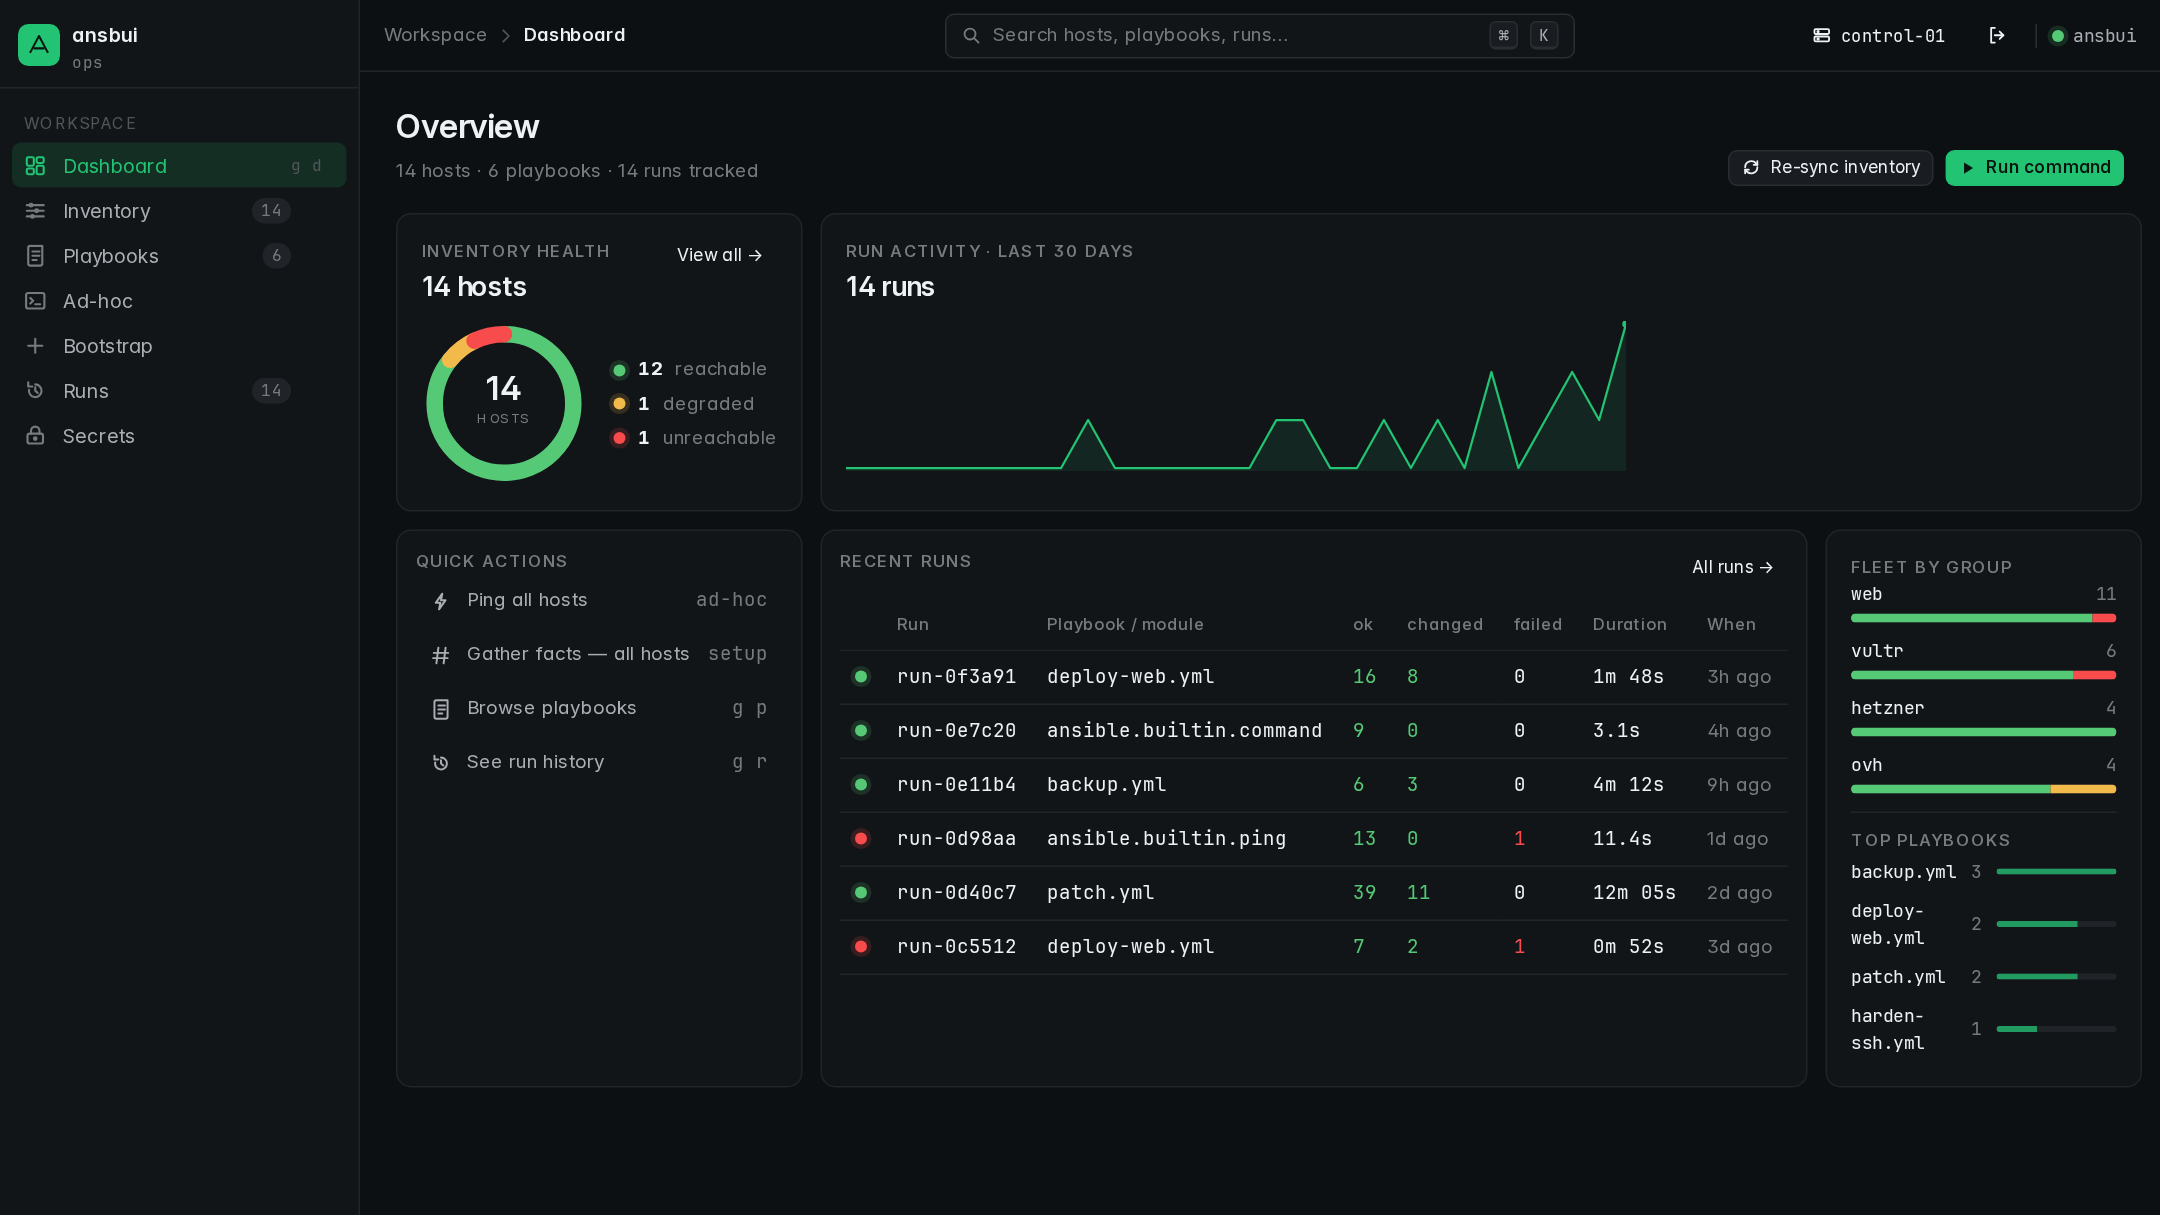 ansbui
ops
Workspace > Dashboard
Search hosts, playbooks, runs... ⌘ K
control-01
ansbui
WORKSPACE
Dashboard g d
Inventory 14
Playbooks 6
Ad-hoc
Bootstrap
Runs 14
Secrets
Overview
14 hosts · 6 playbooks · 14 runs tracked
Re-sync inventory
Run command
INVENTORY HEALTH
View all →
14 hosts
14
HOSTS
12 reachable
1 degraded
1 unreachable
RUN ACTIVITY · LAST 30 DAYS
14 runs
QUICK ACTIONS
Ping all hosts ad-hoc
Gather facts — all hosts setup
Browse playbooks g p
See run history g r
RECENT RUNS
All runs →
Run Playbook / module ok changed failed Duration When
run-0f3a91 deploy-web.yml 16 8 0 1m 48s 3h ago
run-0e7c20 ansible.builtin.command 9 0 0 3.1s 4h ago
run-0e11b4 backup.yml 6 3 0 4m 12s 9h ago
run-0d98aa ansible.builtin.ping 13 0 1 11.4s 1d ago
run-0d40c7 patch.yml 39 11 0 12m 05s 2d ago
run-0c5512 deploy-web.yml 7 2 1 0m 52s 3d ago
FLEET BY GROUP
web 11
vultr 6
hetzner 4
ovh 4
TOP PLAYBOOKS
backup.yml 3
deploy-
web.yml 2
patch.yml 2
harden-
ssh.yml 1